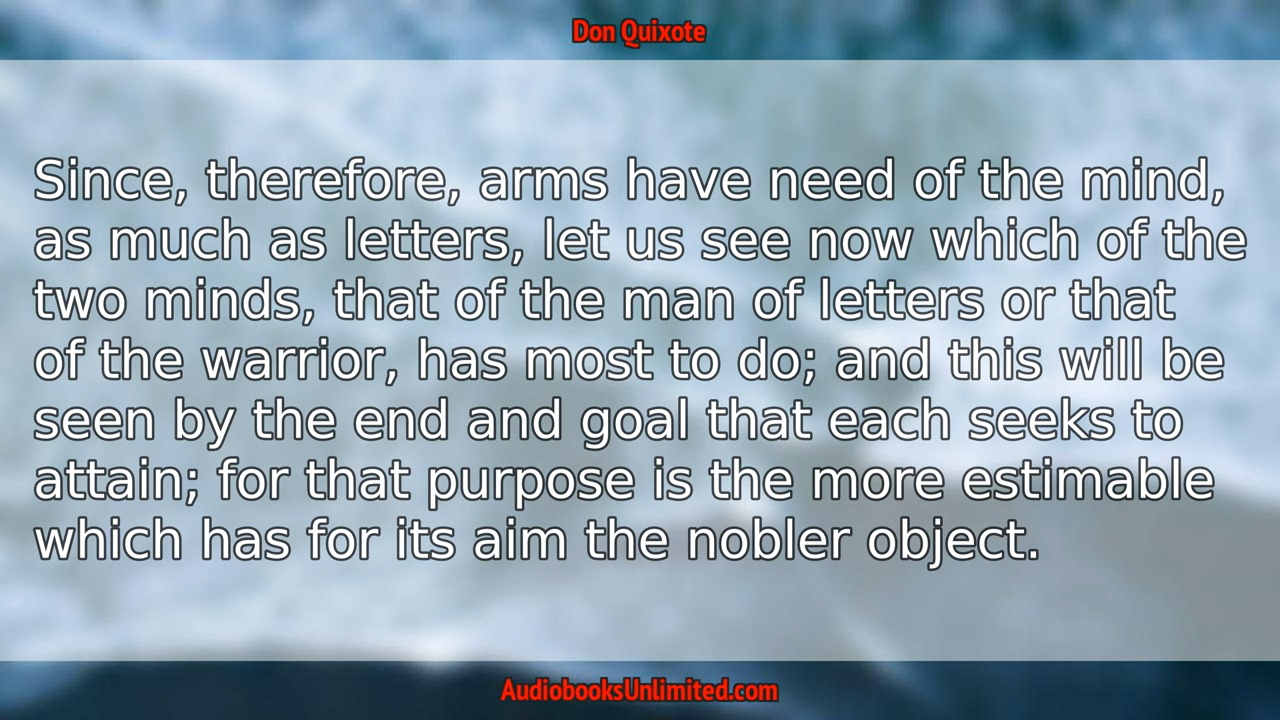 Don Quixote
Since, therefore, arms have need of the mind,
as much as letters, let us see now which of the
two minds, that of the man of letters or that
of the warrior, has most to do; and this will be
seen by the end and goal that each seeks to
attain; for that purpose is the more estimable
which has for its aim the nobler object.
AudiobooksUnlimited.com